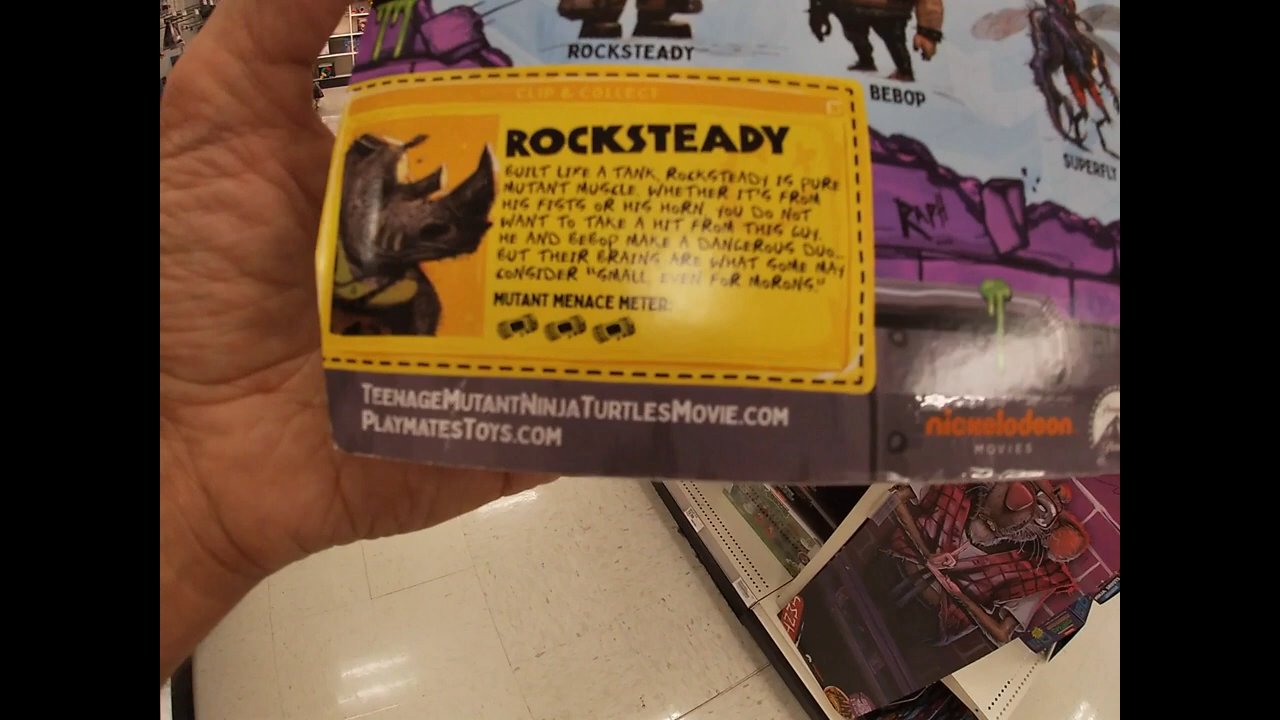 ROCKSTEADY
BEBOP
SUPERFLY
CLIP & COLLECT
ROCKSTEADY
BUILT LIKE A TANK, ROCKSTEADY IS PURE
MUTANT MUSCLE. WHETHER IT'S FROM
HIS FISTS OR HIS HORN, YOU DO NOT
WANT TO TAKE A HIT FROM THIS GUY.
HE AND BEBOP MAKE A DANGEROUS DUO...
BUT THEIR BRAINS ARE WHAT SOME MAY
CONSIDER "SMALL, EVEN FOR MORONS."
MUTANT MENACE METER:
RAPH
TEENAGEMUTANTNINJATURTLESMOVIE.COM
PLAYMATESTOYS.COM
nickelodeon
MOVIES